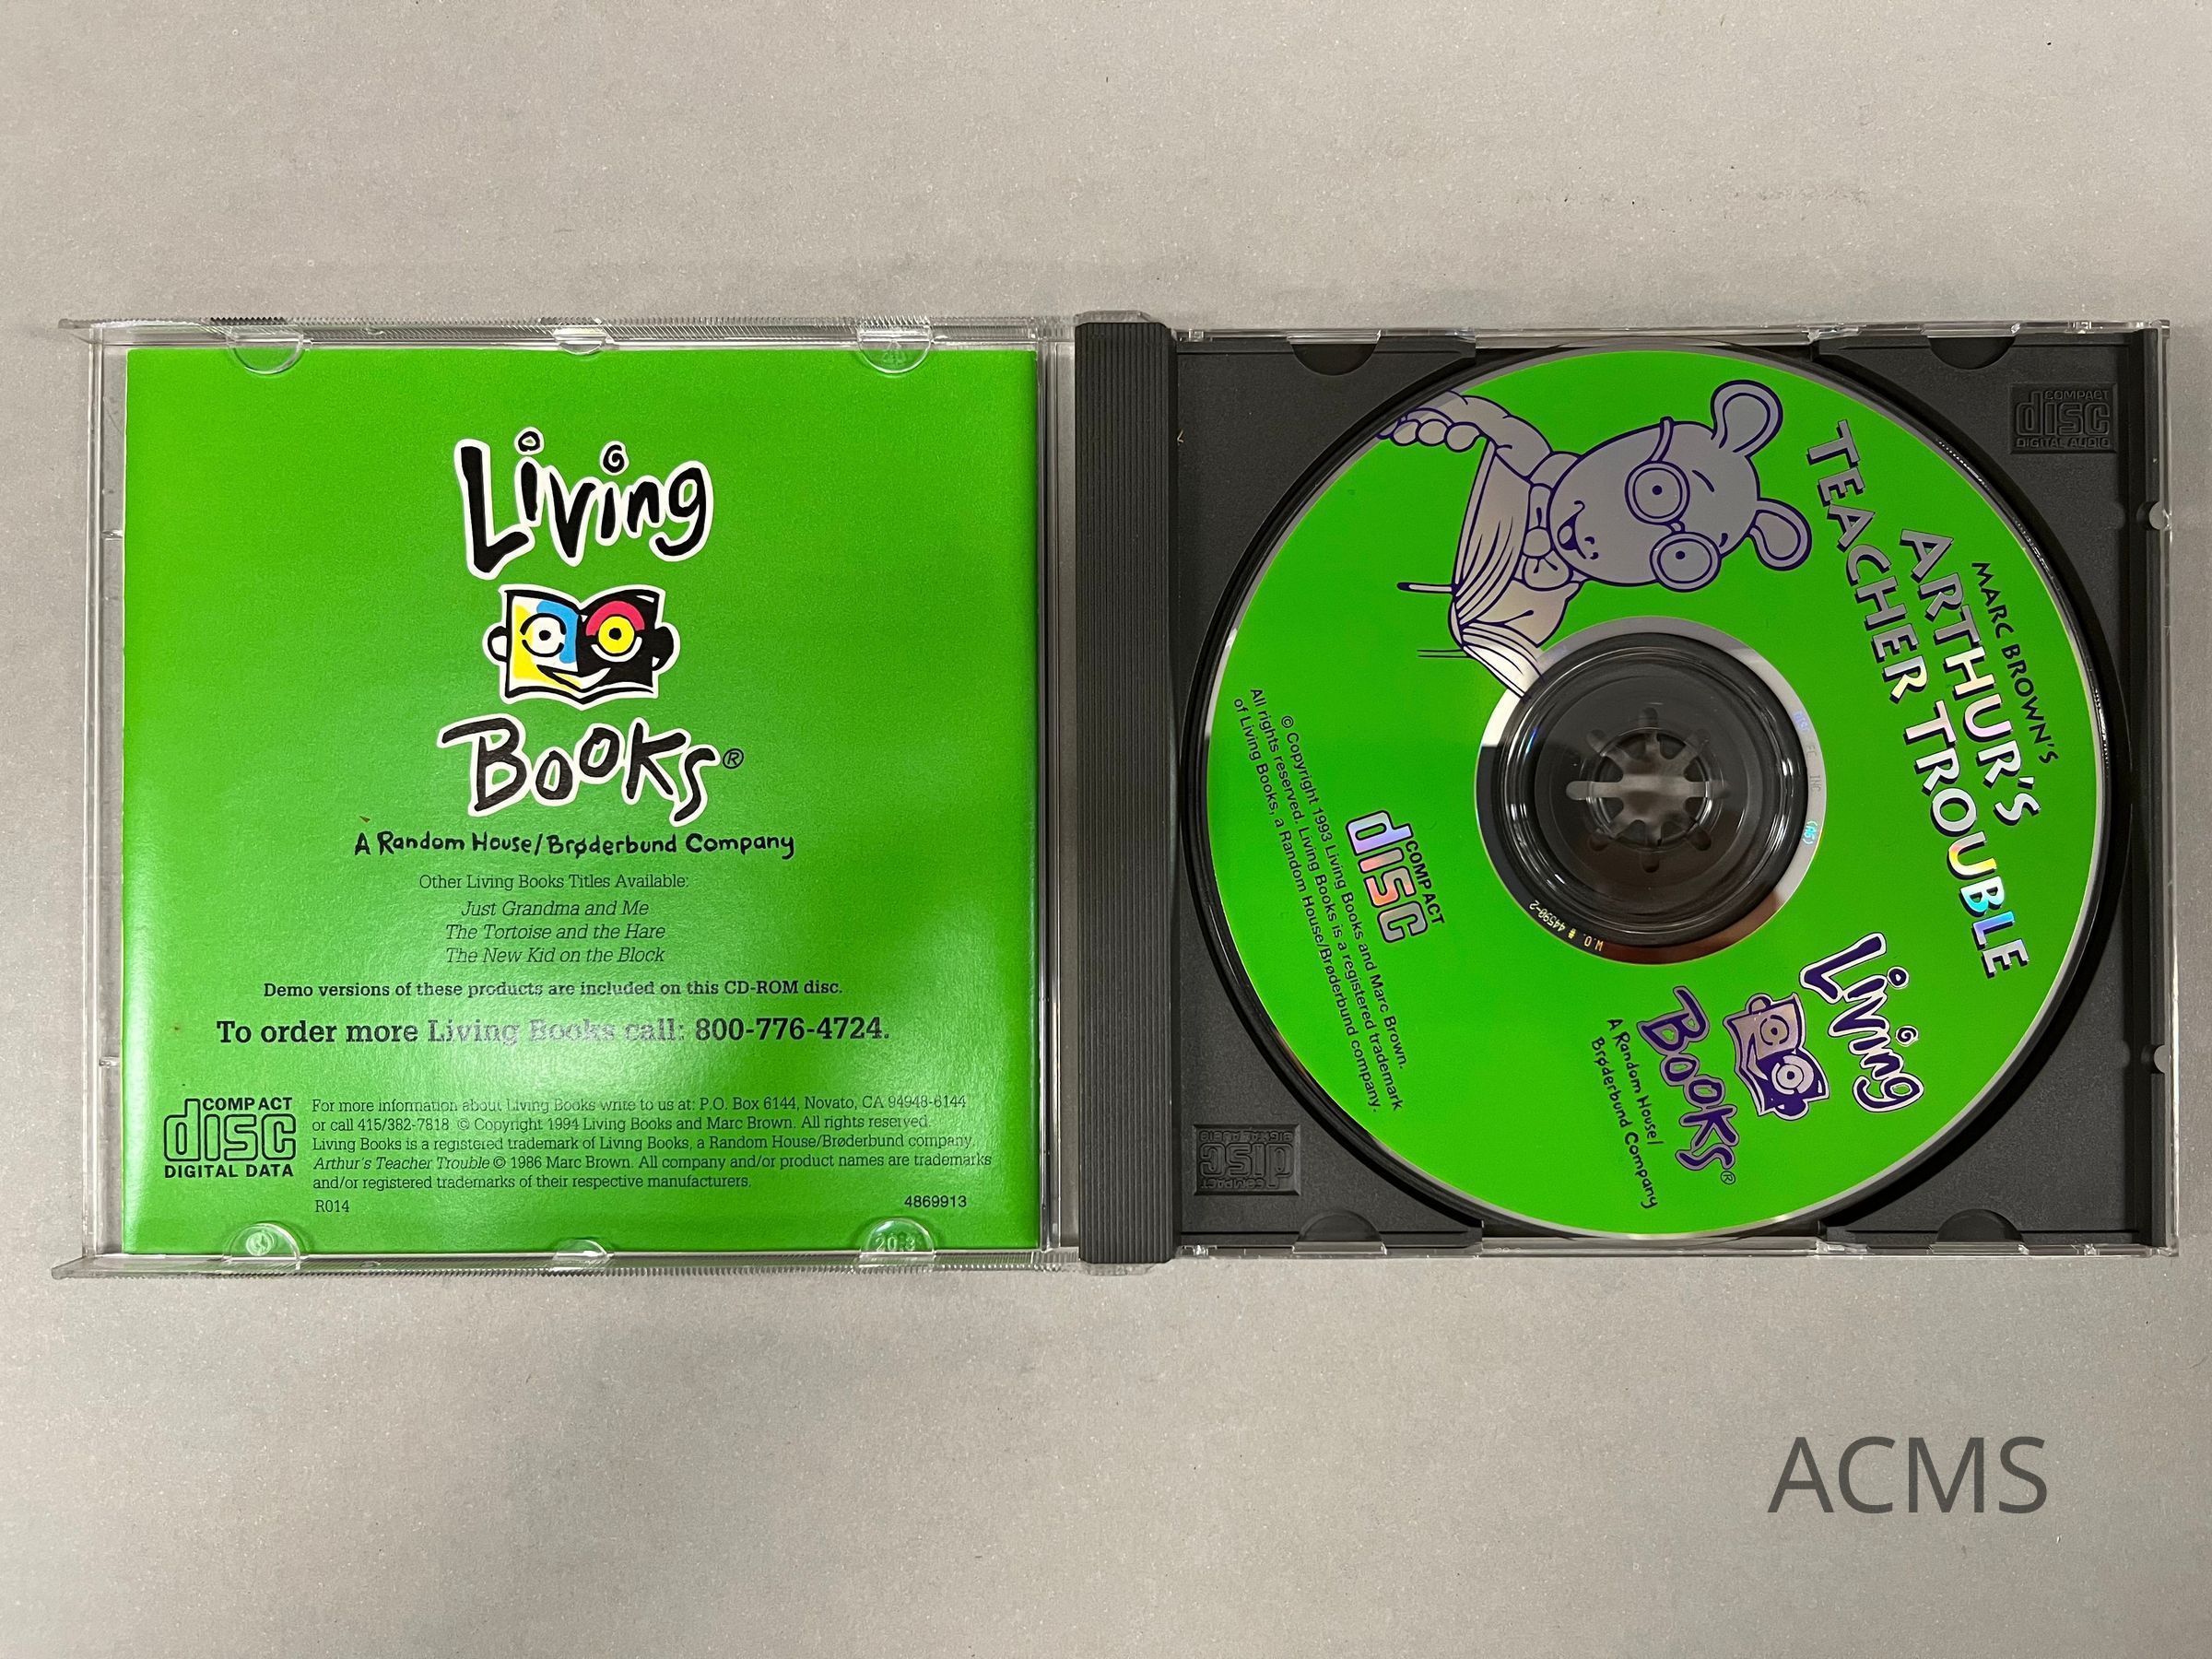 Living
Books®
A Random House/Brøderbund Company
Other Living Books Titles Available:
Just Grandma and Me
The Tortoise and the Hare
The New Kid on the Block
Demo versions of these products are included on this CD-ROM disc.
To order more Living Books call: 800-776-4724.
COMPACT
disc
DIGITAL DATA
For more information about Living Books write to us at: P.O. Box 6144, Novato, CA 94948-6144
or call 415/382-7818 © Copyright 1994 Living Books and Marc Brown. All rights reserved.
Living Books is a registered trademark of Living Books, a Random House/Brøderbund company.
Arthur's Teacher Trouble © 1986 Marc Brown. All company and/or product names are trademarks
and/or registered trademarks of their respective manufacturers.
R014
4869913
MARC BROWN'S
ARTHUR'S
TEACHER TROUBLE
Living
Books®
A Random House/
Brøderbund Company
COMPACT
disc
© Copyright 1993 Living Books and Marc Brown.
All rights reserved. Living Books is a registered trademark
of Living Books, a Random House/Brøderbund company.
W.O. # 44590-2
COMPACT
disc
DIGITAL AUDIO
COMPACT
disc
DIGITAL AUDIO
ACMS